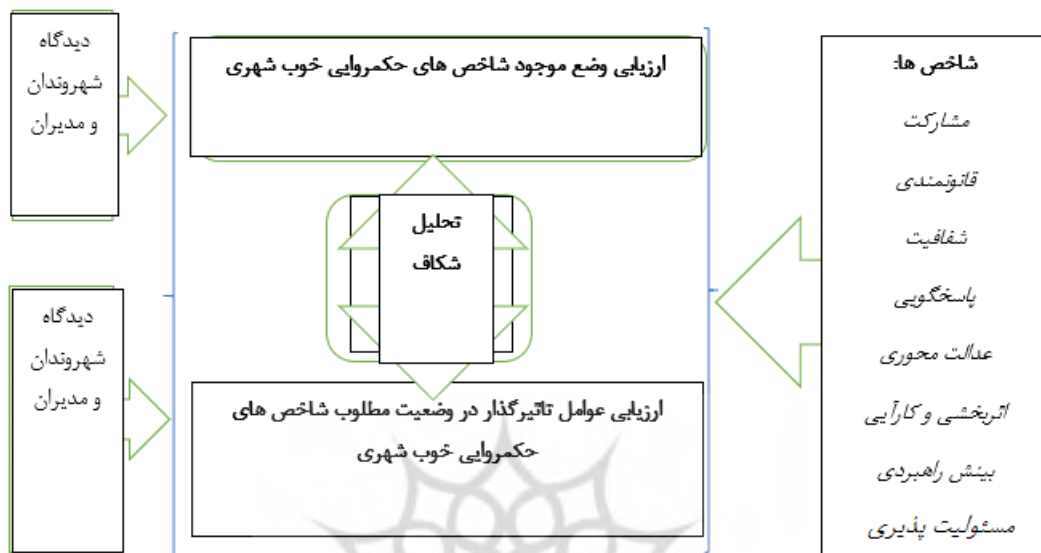 شاخص ها:
مشارکت
قانونمندی
شفافیت
پاسخگویی
عدالت محوری
اثربخشی و کارآیی
بینش راهبردی
مسئولیت پذیری
ارزیابی وضع موجود شاخص های حکمروایی خوب شهری
تحلیل
شکاف
ارزیابی عوامل تاثیرگذار در وضعیت مطلوب شاخص های
حکمروایی خوب شهری
دیدگاه
شهروندان
و مدیران
دیدگاه
شهروندان
و مدیران